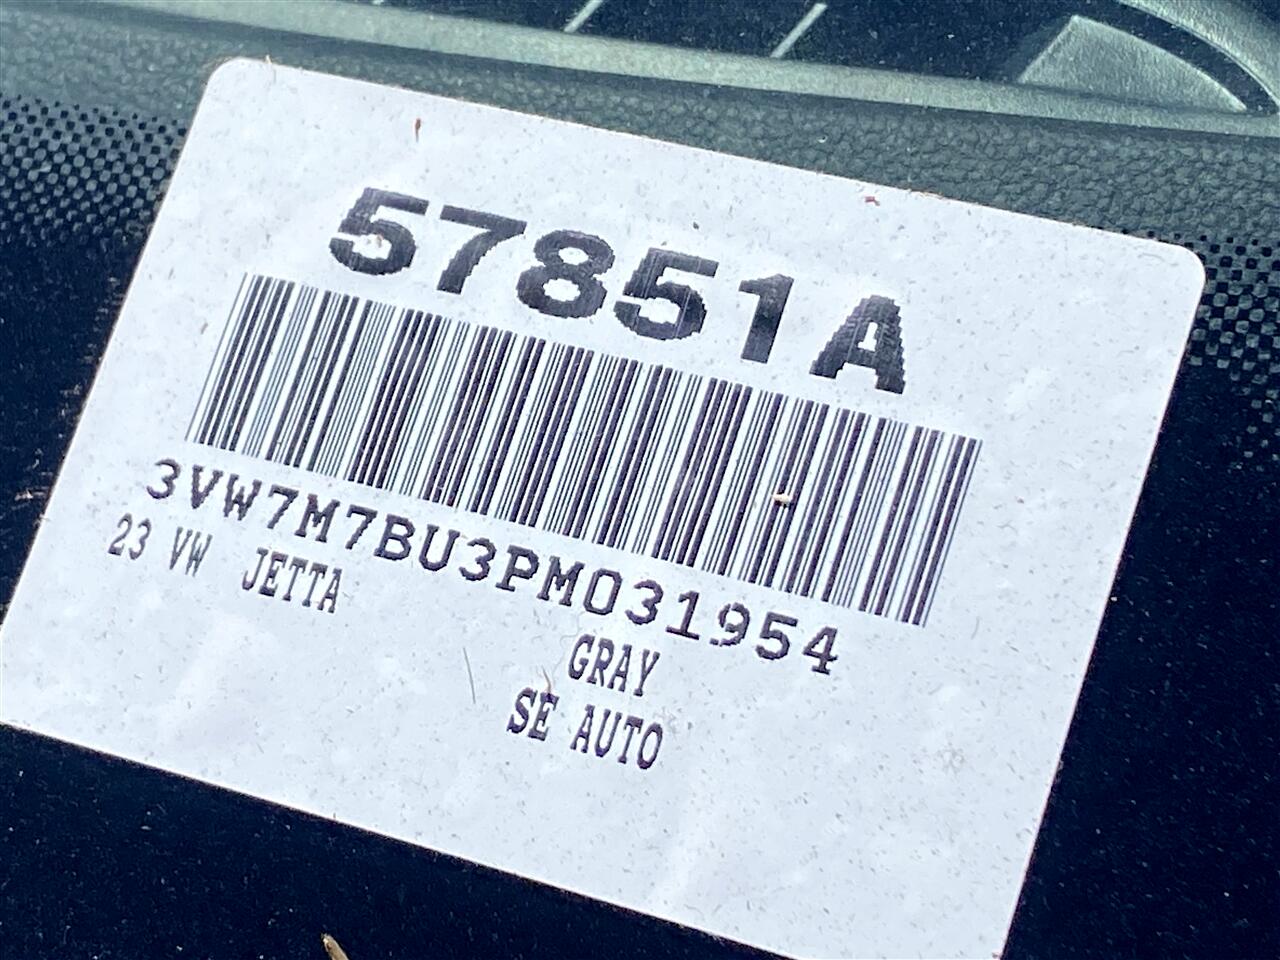 57851A
3VW7M7BU3PM031954
23 VW JETTA
GRAY
SE AUTO